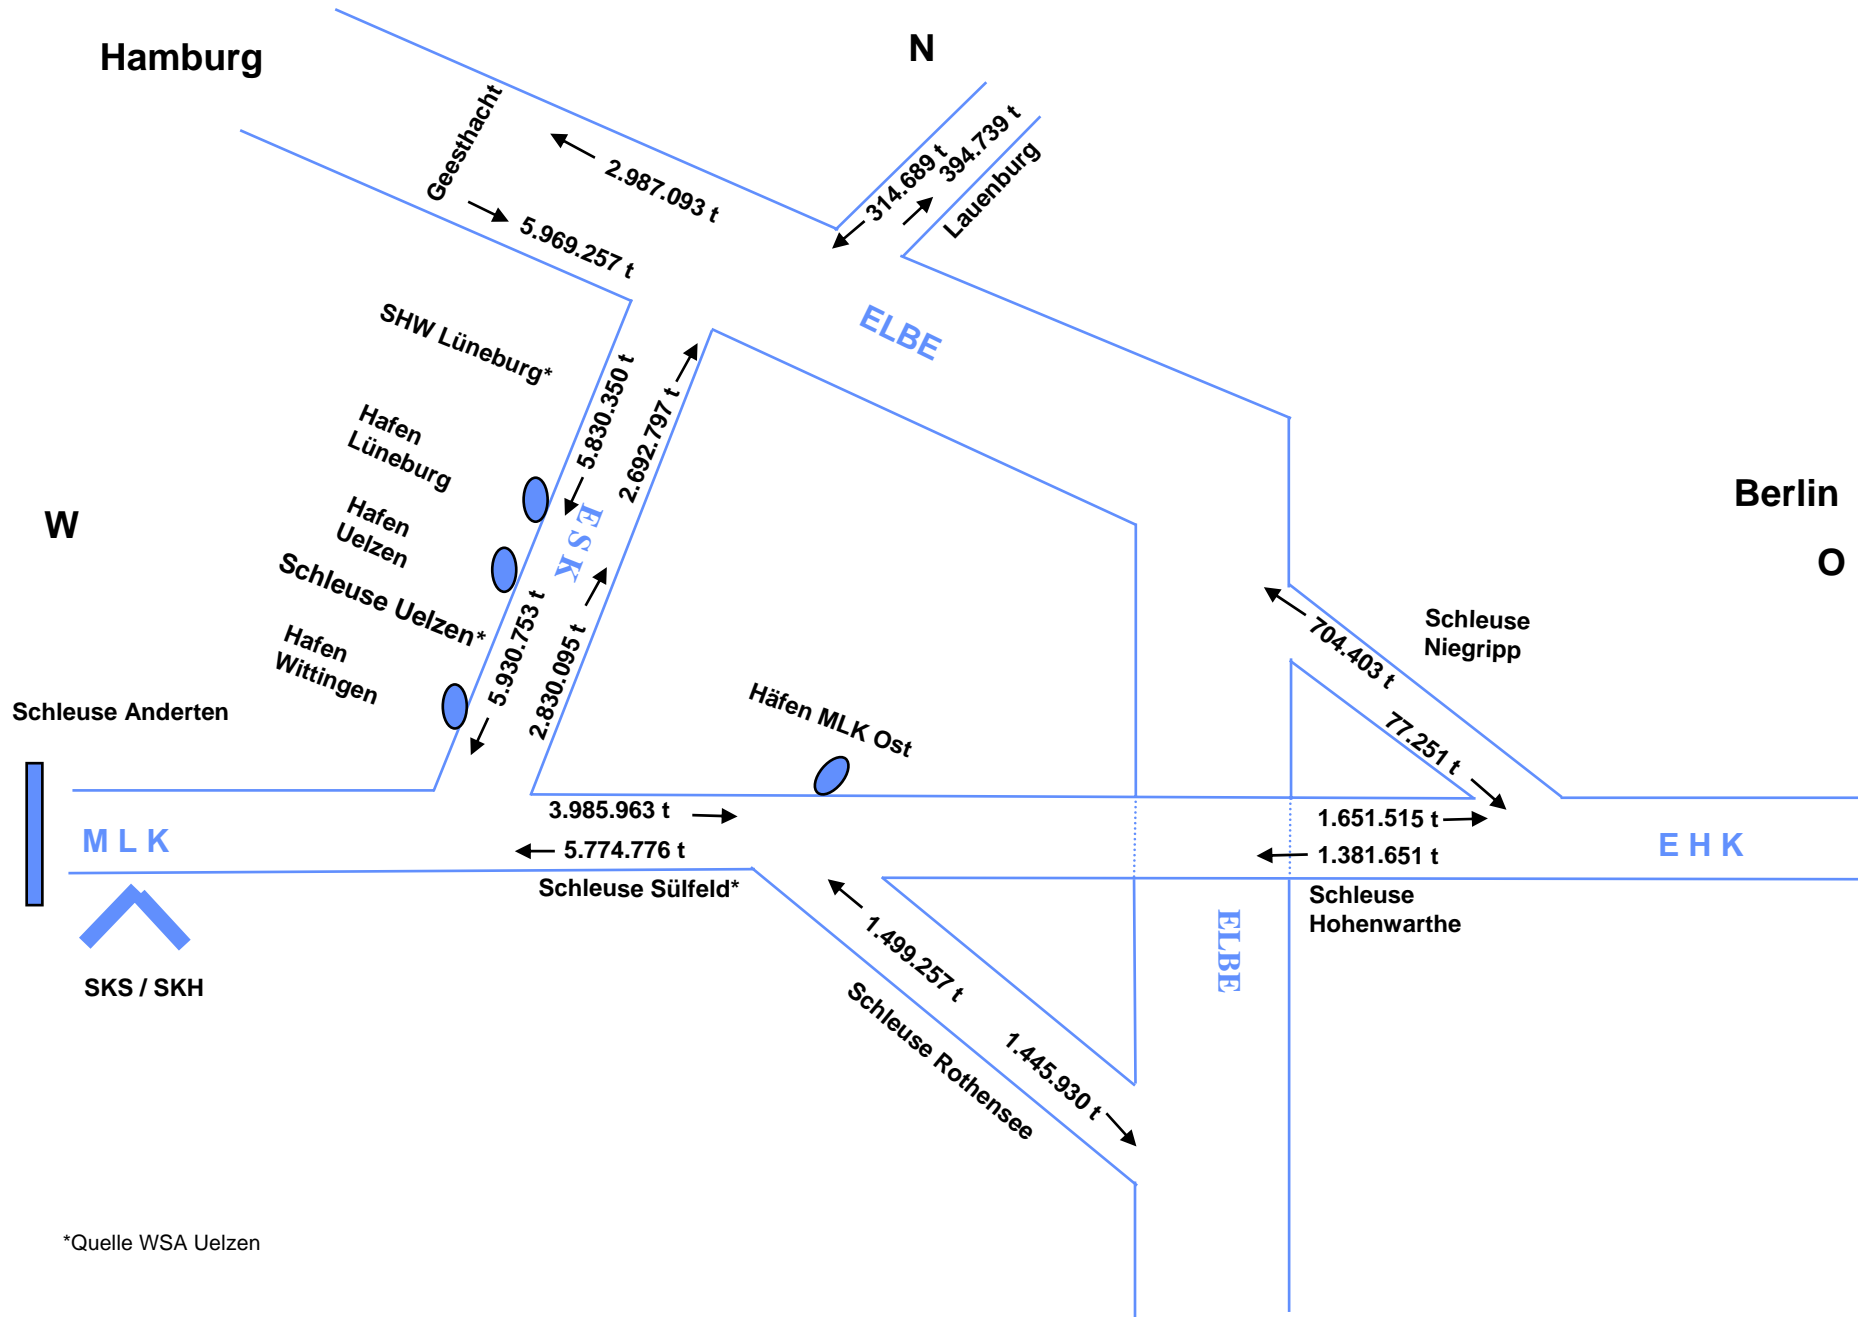 Hamburg
N
Geesthacht
2.987.093 t
5.969.257 t
314.689 t
394.739 t
Lauenburg
ELBE
SHW Lüneburg*
5.830.350 t
2.692.797 t
Hafen
Lüneburg
W
Hafen
Uelzen
ESK
Schleuse Uelzen*
5.930.753 t
2.830.095 t
Hafen
Wittingen
Berlin
O
Schleuse
Niegripp
704.403 t
77.251 t
Schleuse Anderten
Häfen MLK Ost
MLK
3.985.963 t
5.774.776 t
Schleuse Sülfeld*
1.651.515 t
1.381.651 t
EHK
Schleuse
Hohenwarthe
ELBE
SKS / SKH
1.499.257 t
1.445.930 t
Schleuse Rothensee
*Quelle WSA Uelzen